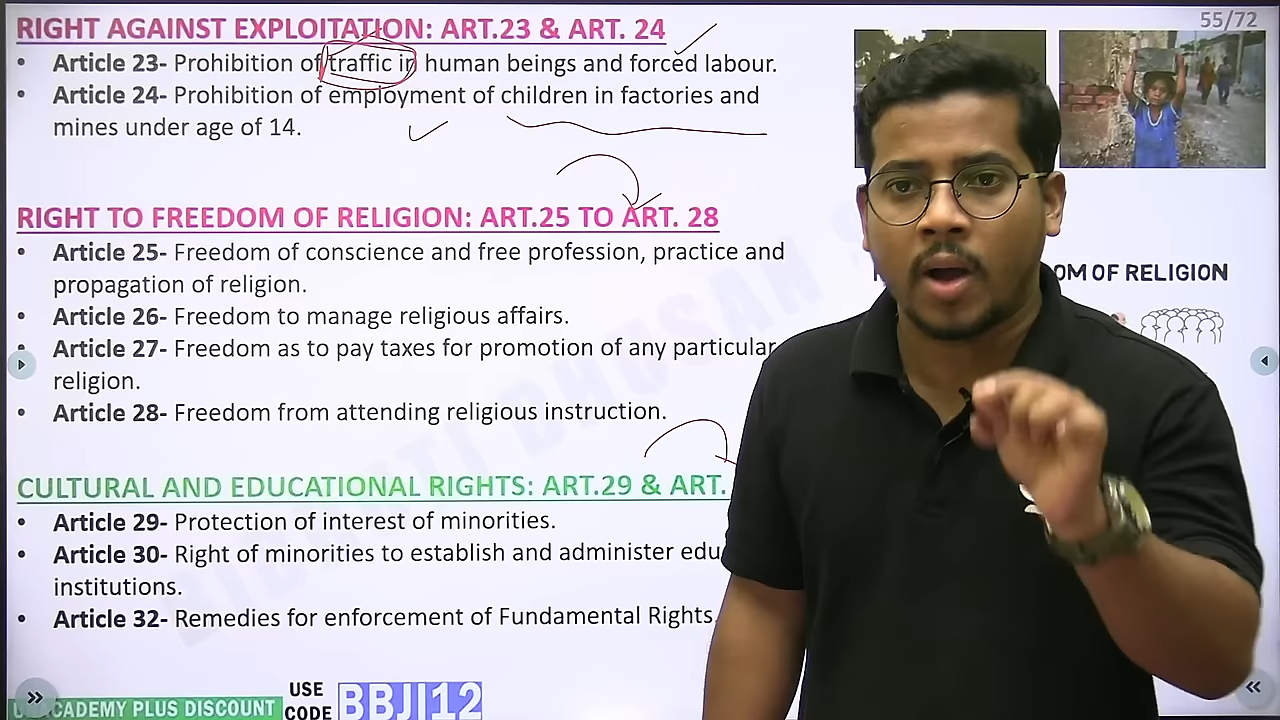 RIGHT AGAINST EXPLOITATION: ART.23 & ART. 24
55/72
• Article 23- Prohibition of traffic in human beings and forced labour.
• Article 24- Prohibition of employment of children in factories and
mines under age of 14.
RIGHT TO FREEDOM OF RELIGION: ART.25 TO ART. 28
• Article 25- Freedom of conscience and free profession, practice and
propagation of religion.
OM OF RELIGION
• Article 26- Freedom to manage religious affairs.
• Article 27- Freedom as to pay taxes for promotion of any particular
religion.
• Article 28- Freedom from attending religious instruction.
CULTURAL AND EDUCATIONAL RIGHTS: ART.29 & ART.
• Article 29- Protection of interest of minorities.
• Article 30- Right of minorities to establish and administer edu
institutions.
• Article 32- Remedies for enforcement of Fundamental Rights.
CADEMY PLUS DISCOUNT
USE
CODE
BBJI12